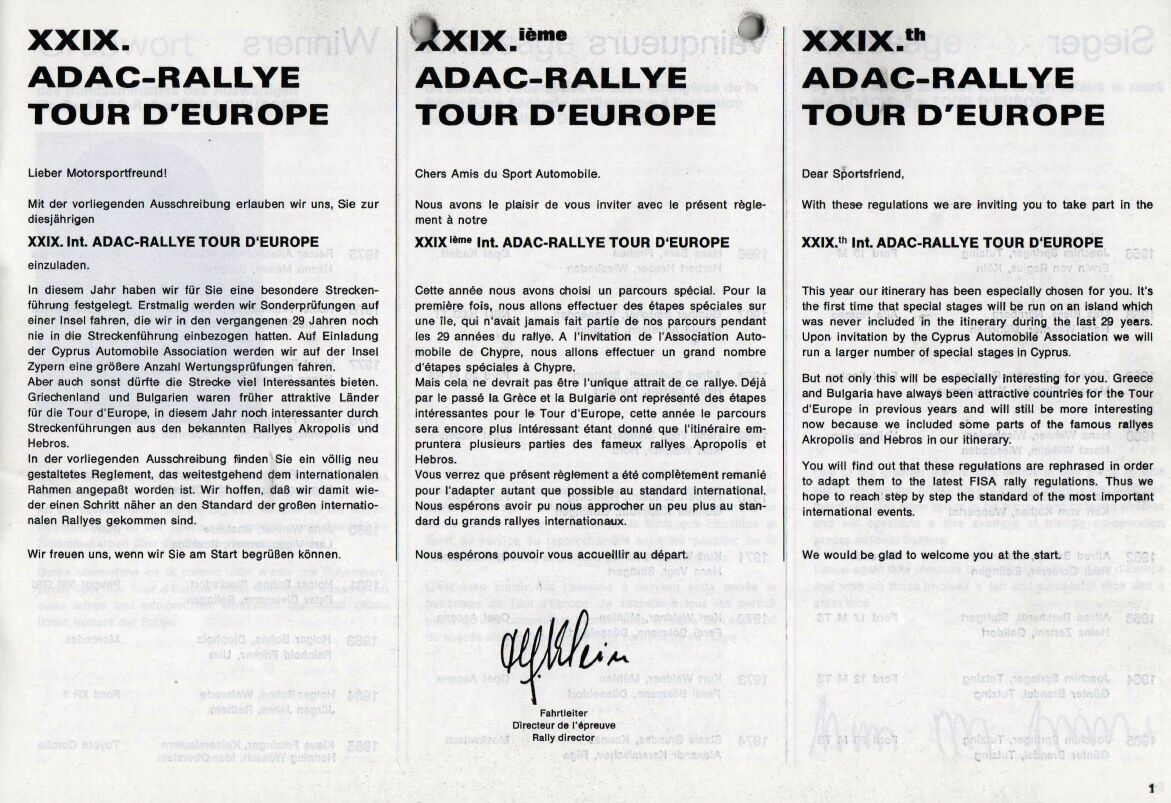 XXIX.
ADAC-RALLYE
TOUR D'EUROPE
Lieber Motorsportfreund!
Mit der vorliegenden Ausschreibung erlauben wir uns, Sie zur
diesjährigen
XXIX. Int. ADAC-RALLYE TOUR D'EUROPE
einzuladen.
In diesem Jahr haben wir für Sie eine besondere Strecken-
führung festgelegt. Erstmalig werden wir Sonderprüfungen auf
einer Insel fahren, die wir in den vergangenen 29 Jahren noch
nie in die Streckenführung einbezogen hatten. Auf Einladung
der Cyprus Automobile Association werden wir auf der Insel
Zypern eine größere Anzahl Wertungsprüfungen fahren.
Aber auch sonst dürfte die Strecke viel Interessantes bieten.
Griechenland und Bulgarien waren früher attraktive Länder
für die Tour d'Europe, in diesem Jahr noch interessanter durch
Streckenführungen aus den bekannten Rallyes Akropolis und
Hebros.
In der vorliegenden Ausschreibung finden Sie ein völlig neu
gestaltetes Reglement, das weitestgehend dem internationalen
Rahmen angepaßt worden ist. Wir hoffen, daß wir damit wie-
der einen Schritt näher an den Standard der großen internatio-
nalen Rallyes gekommen sind.
Wir freuen uns, wenn wir Sie am Start begrüßen können.
XXIX.ième
ADAC-RALLYE
TOUR D'EUROPE
Chers Amis du Sport Automobile.
Nous avons le plaisir de vous inviter avec le présent règle-
ment à notre
XXIXième Int. ADAC-RALLYE TOUR D'EUROPE
Cette année nous avons choisi un parcours spécial. Pour la
première fois, nous allons effectuer des étapes spéciales sur
une île, qui n'avait jamais fait partie de nos parcours pendant
les 29 années du rallye. A l'invitation de l'Association Auto-
mobile de Chypre, nous allons effectuer un grand nombre
d'étapes spéciales à Chypre.
Mais cela ne devrait pas être l'unique attrait de ce rallye. Déjà
par le passé la Grèce et la Bulgarie ont représenté des étapes
intéressantes pour le Tour d'Europe, cette année le parcours
sera encore plus intéressant étant donné que l'itinéraire em-
pruntera plusieurs parties des fameux rallyes Apropolis et
Hebros.
Vous verrez que présent règlement a été complètement remanié
pour l'adapter autant que possible au standard international.
Nous espérons avoir pu nous approcher un peu plus au stan-
dard du grands rallyes internationaux.
Nous espérons pouvoir vous accueillir au départ.
Fahrtleiter
Directeur de l'épreuve
Rally director
XXIX.th
ADAC-RALLYE
TOUR D'EUROPE
Dear Sportsfriend,
With these regulations we are inviting you to take part in the
XXIX.th Int. ADAC-RALLYE TOUR D'EUROPE
This year our itinerary has been especially chosen for you. It's
the first time that special stages will be run on an island which
was never included in the itinerary during the last 29 years.
Upon invitation by the Cyprus Automobile Association we will
run a larger number of special stages in Cyprus.
But not only this will be especially interesting for you. Greece
and Bulgaria have always been attractive countries for the Tour
d'Europe in previous years and will still be more interesting
now because we included some parts of the famous rallyes
Akropolis and Hebros in our itinerary.
You will find out that these regulations are rephrased in order
to adapt them to the latest FISA rally regulations. Thus we
hope to reach step by step the standard of the most important
international events.
We would be glad to welcome you at the start.
1